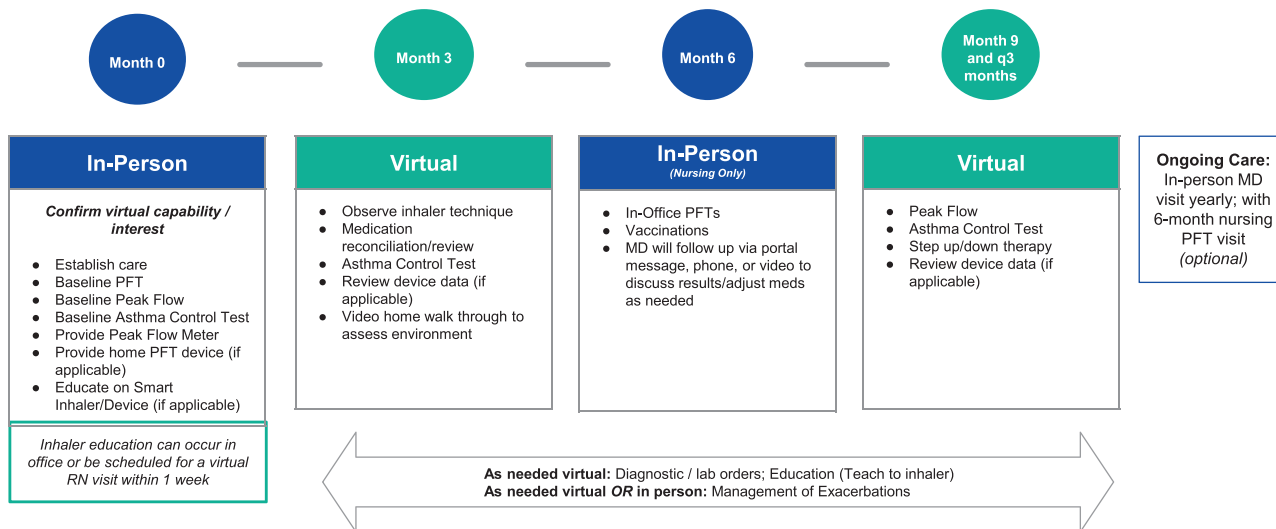 Month 0
Month 3
Month 6
Month 9
and q3
months
In-Person
Confirm virtual capability /
interest
● Establish care
● Baseline PFT
● Baseline Peak Flow
● Baseline Asthma Control Test
● Provide Peak Flow Meter
● Provide home PFT device (if
applicable)
● Educate on Smart
Inhaler/Device (if applicable)
Inhaler education can occur in
office or be scheduled for a virtual
RN visit within 1 week
Virtual
● Observe inhaler technique
● Medication
reconciliation/review
● Asthma Control Test
● Review device data (if
applicable)
● Video home walk through to
assess environment
In-Person
(Nursing Only)
● In-Office PFTs
● Vaccinations
● MD will follow up via portal
message, phone, or video to
discuss results/adjust meds
as needed
Virtual
● Peak Flow
● Asthma Control Test
● Step up/down therapy
● Review device data (if
applicable)
Ongoing Care:
In-person MD
visit yearly; with
6-month nursing
PFT visit
(optional)
As needed virtual: Diagnostic / lab orders; Education (Teach to inhaler)
As needed virtual OR in person: Management of Exacerbations